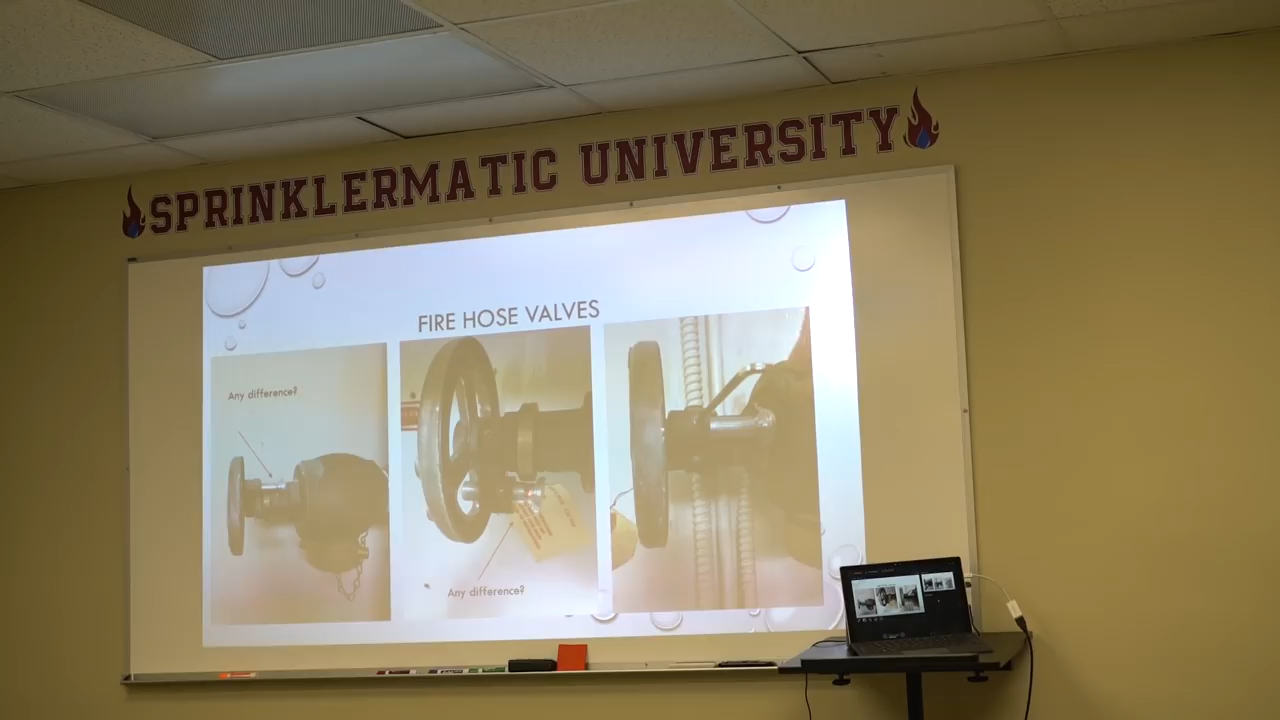 SPRINKLERMATIC UNIVERSITY
FIRE HOSE VALVES
Any difference?
Any difference?